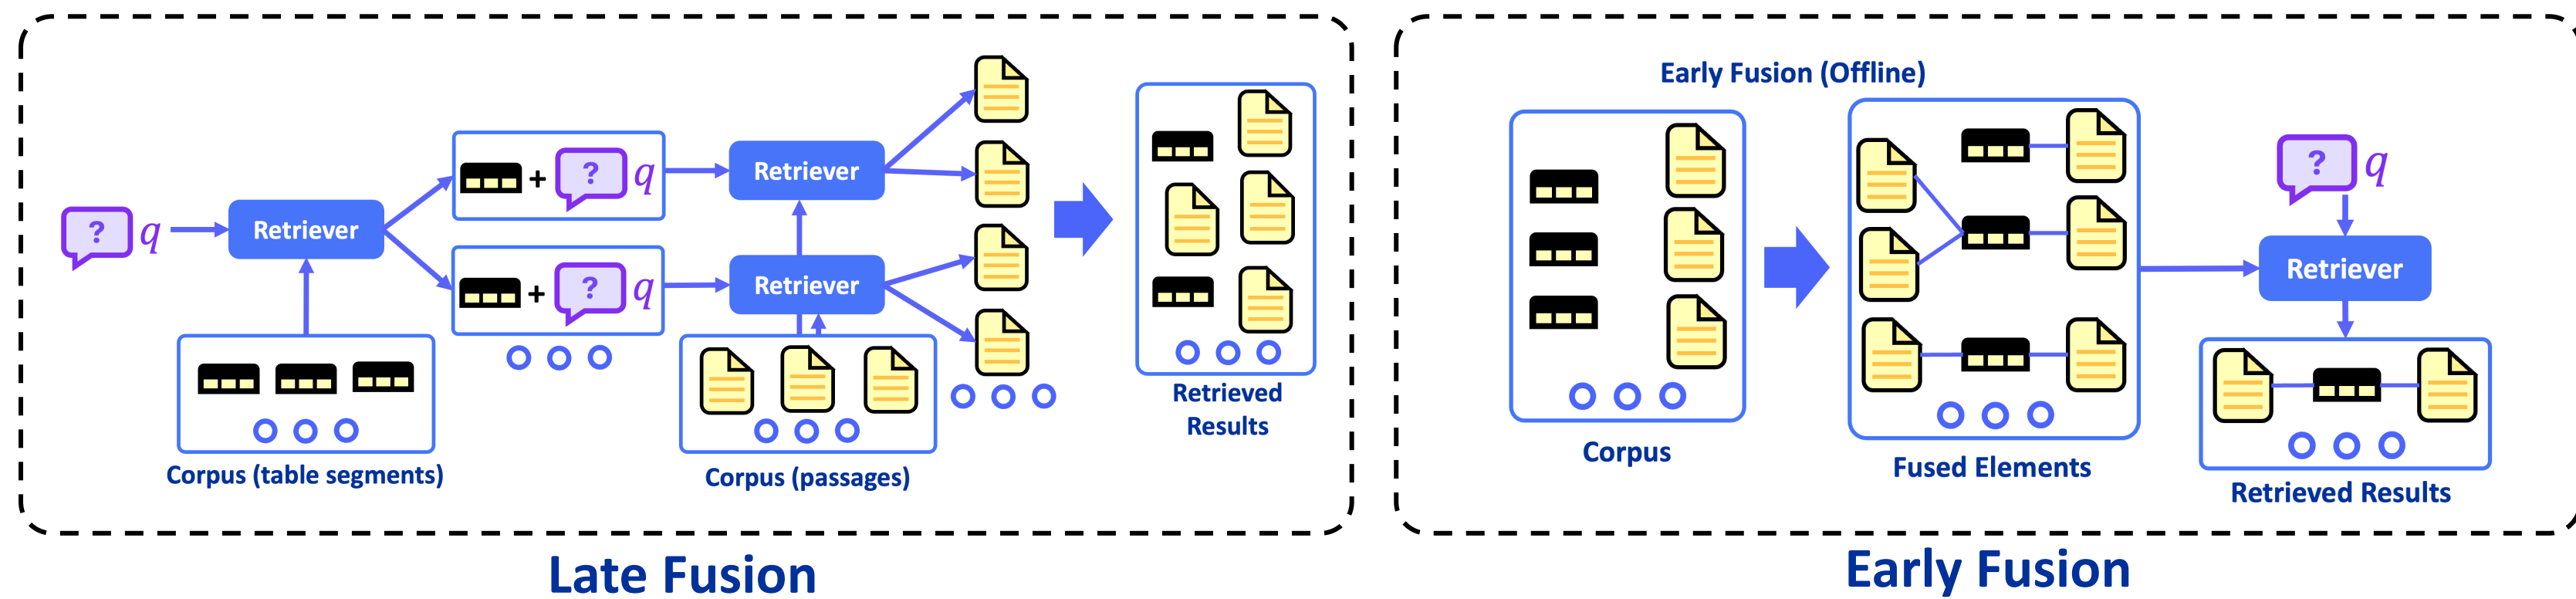 ? q
Retriever
+ ? q
+ ? q
Retriever
Retriever
Corpus (table segments)
Corpus (passages)
Retrieved
Results
Late Fusion
Early Fusion (Offline)
Corpus
Fused Elements
? q
Retriever
Retrieved Results
Early Fusion